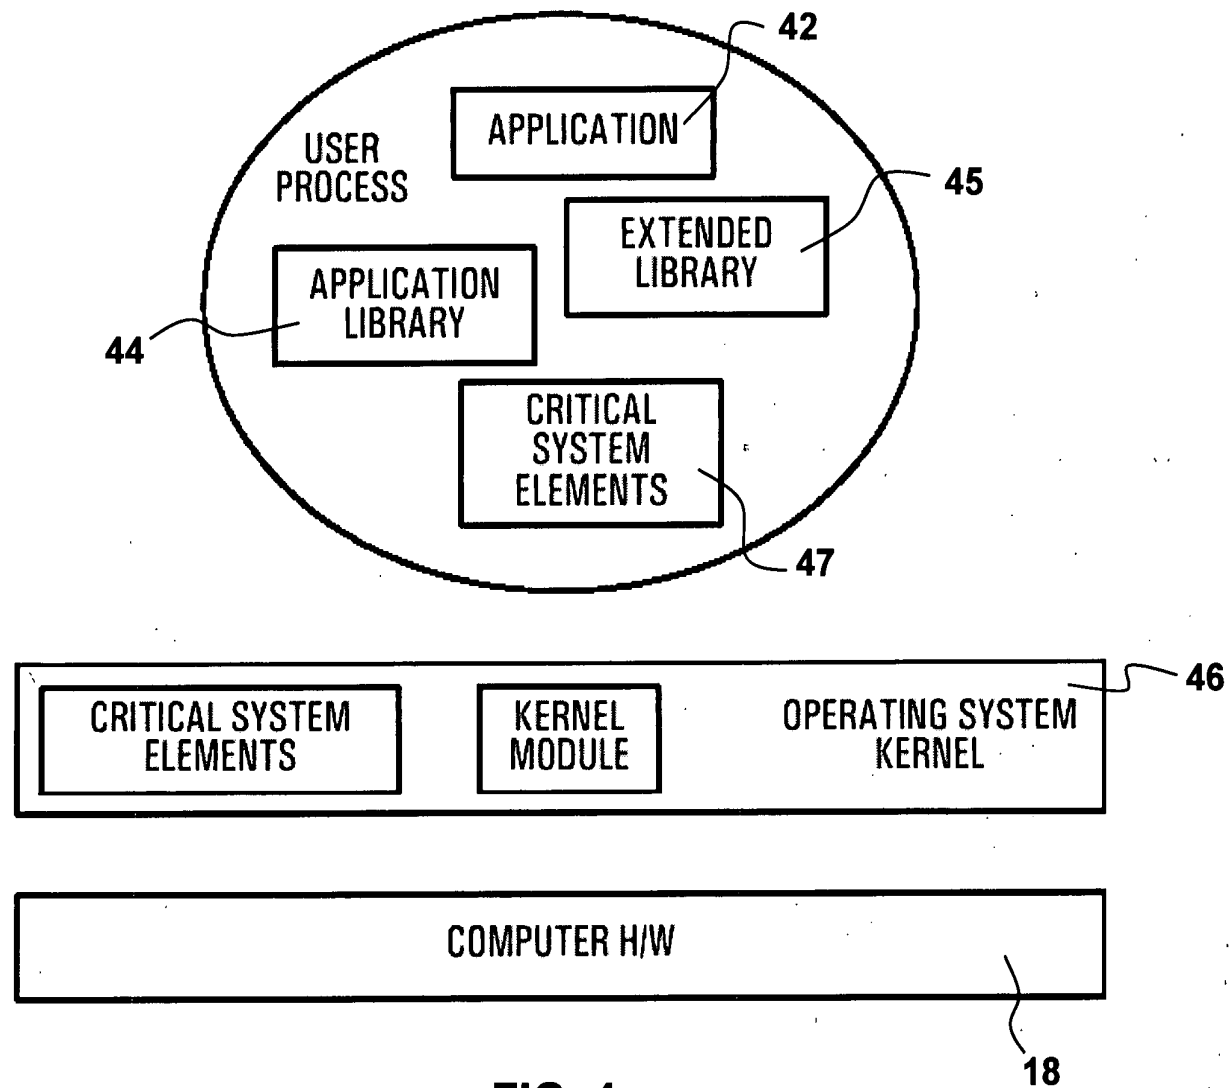 42
APPLICATION
USER
PROCESS
45
EXTENDED
LIBRARY
APPLICATION
LIBRARY
44
CRITICAL
SYSTEM
ELEMENTS
47
46
CRITICAL SYSTEM
ELEMENTS
KERNEL
MODULE
OPERATING SYSTEM
KERNEL
COMPUTER H/W
18